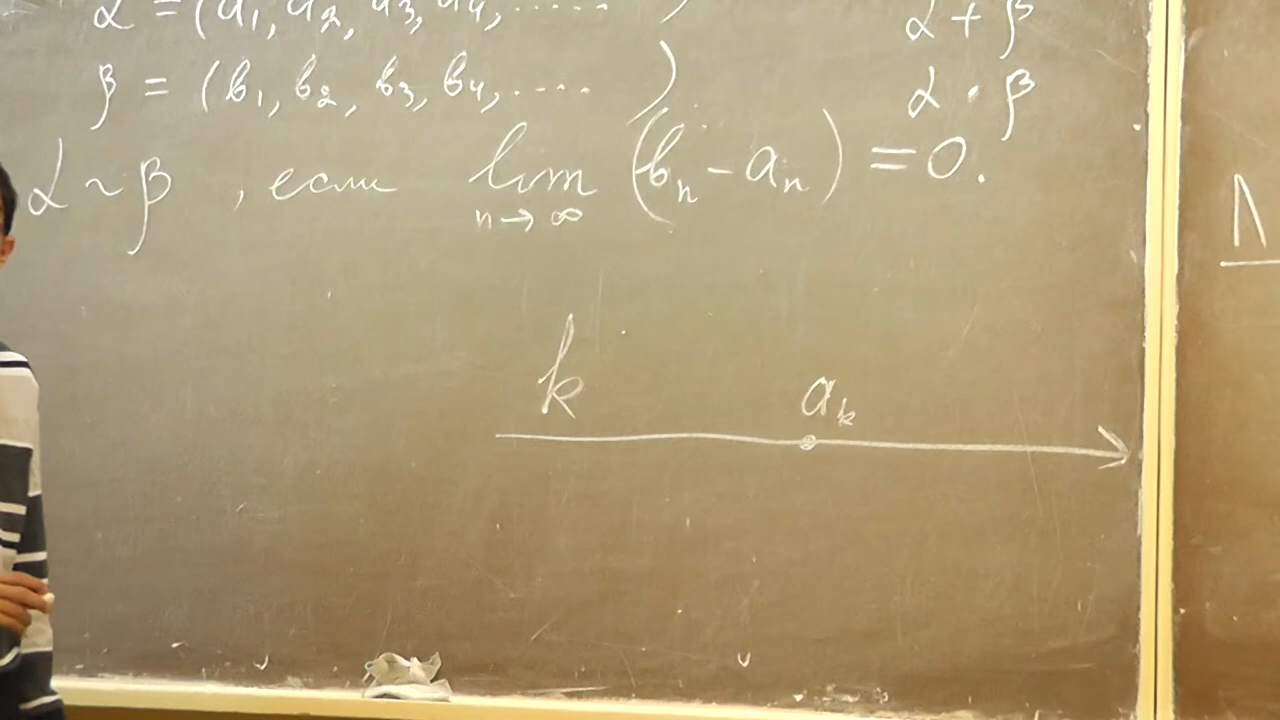 α = (a₁, a₂, a₃, a₄, ..... )
α + β
β = (b₁, b₂, b₃, b₄, ..... )
α · β
α ~ β , если lim (bₙ - aₙ) = 0.
n → ∞
k
aₖ